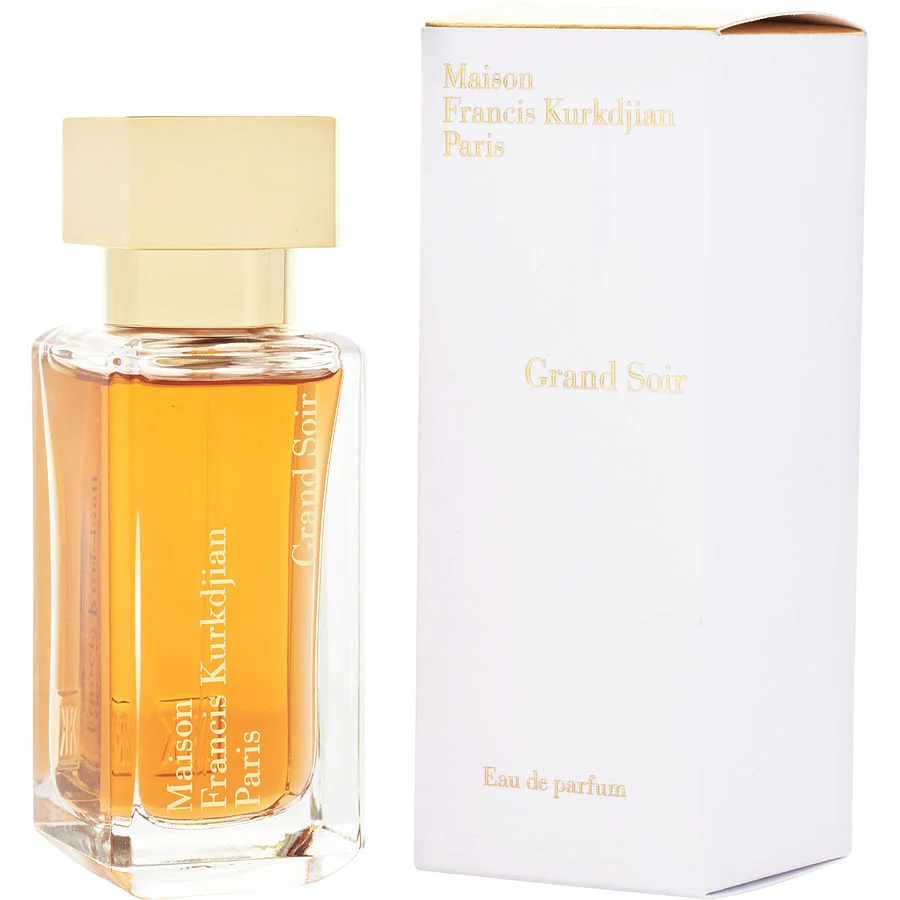 Maison
Francis Kurkdjian
Paris
Grand Soir
Eau de parfum
Grand Soir
Maison
Francis Kurkdjian
Paris